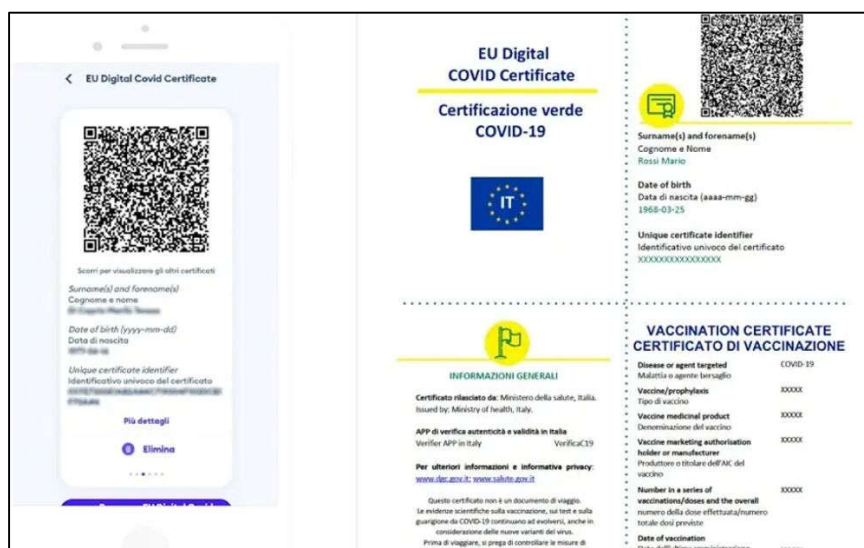 EU Digital Covid Certificate
Scorri per visualizzare gli altri certificati
Surname(s) and forename(s)
Cognome e nome
Date of birth (yyyy-mm-dd)
Data di nascita
Unique certificate identifier
Identificativo univoco del certificato
Più dettagli
Elimina
EU Digital
COVID Certificate
Certificazione verde
COVID-19
IT
Surname(s) and forename(s)
Cognome e Nome
Rossi Mario
Date of birth
Data di nascita (aaaa-mm-gg)
1968-03-25
Unique certificate identifier
Identificativo univoco del certificato
XXXXXXXXXXXXXXXX
INFORMAZIONI GENERALI
Certificato rilasciato da: Ministero della salute, Italia.
Issued by: Ministry of health, Italy.
APP di verifica autenticità e validità in Italia
Verifier APP in Italy VerificaC19
Per ulteriori informazioni e informativa privacy:
www.dgc.gov.it; www.salute.gov.it
Questo certificato non è un documento di viaggio.
Le evidenze scientifiche sulla vaccinazione, sui test e sulla
guarigione da COVID-19 continuano ad evolversi, anche in
considerazione delle nuove varianti del virus.
Prima di viaggiare, si prega di controllare le misure di
VACCINATION CERTIFICATE
CERTIFICATO DI VACCINAZIONE
Disease or agent targeted COVID-19
Malattia o agente bersaglio
Vaccine/prophylaxis XXXXX
Tipo di vaccino
Vaccine medicinal product XXXXX
Denominazione del vaccino
Vaccine marketing authorisation XXXXX
holder or manufacturer
Produttore o titolare dell'AIC del
vaccino
Number in a series of XXXXX
vaccinations/doses and the overall
numero della dose effettuata/numero
totale dosi previste
Date of vaccination